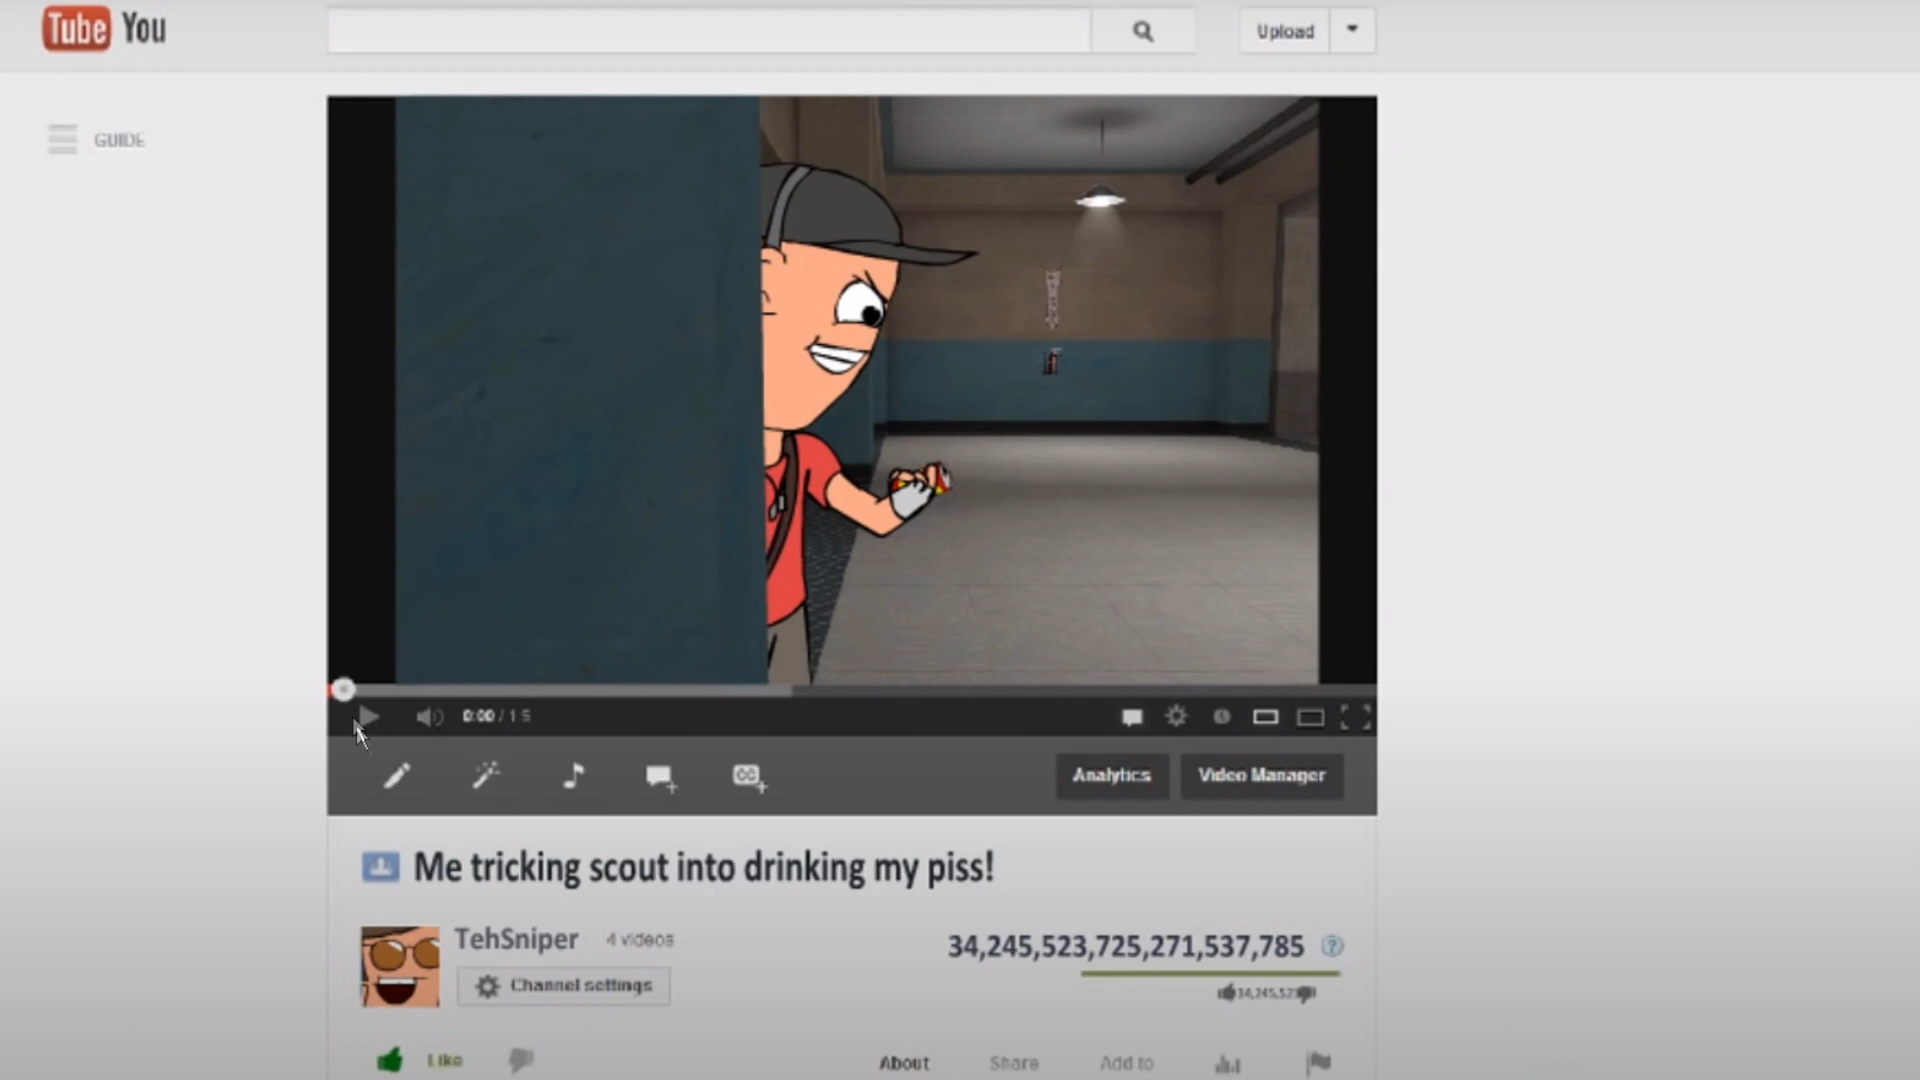 Tube You
Upload
GUIDE
0:00 / 1 5
CC
Analytics
Video Manager
Me tricking scout into drinking my piss!
TehSniper
4 videos
34,245,523,725,271,537,785
?
Channel settings
Like
About
Share
Add to